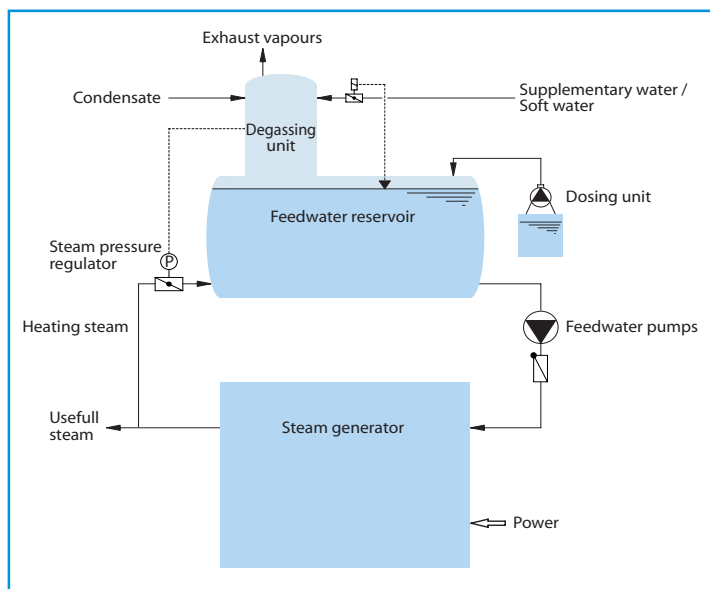 Exhaust vapours
Condensate
Supplementary water /
Soft water
Degassing
unit
Dosing unit
Feedwater reservoir
Steam pressure
regulator
P
Heating steam
Feedwater pumps
Usefull
steam
Steam generator
Power